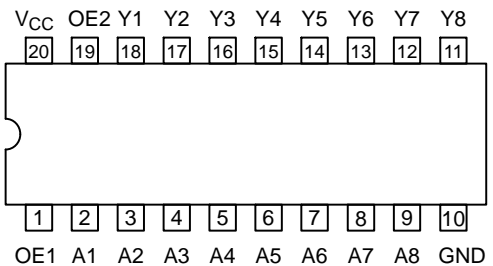 VCC OE2 Y1 Y2 Y3 Y4 Y5 Y6 Y7 Y8
20 19 18 17 16 15 14 13 12 11
1 2 3 4 5 6 7 8 9 10
OE1 A1 A2 A3 A4 A5 A6 A7 A8 GND